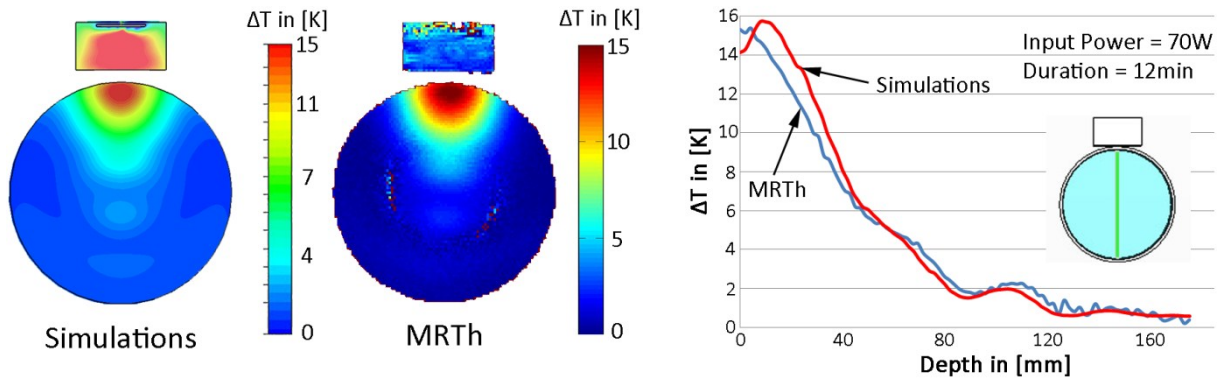 ΔT in [K]
15
11
7
4
0
Simulations
ΔT in [K]
15
10
5
0
MRTh
ΔT in [K]
16
14
12
10
8
6
4
2
0
0
40
80
120
160
Depth in [mm]
Input Power = 70W
Duration = 12min
Simulations
MRTh